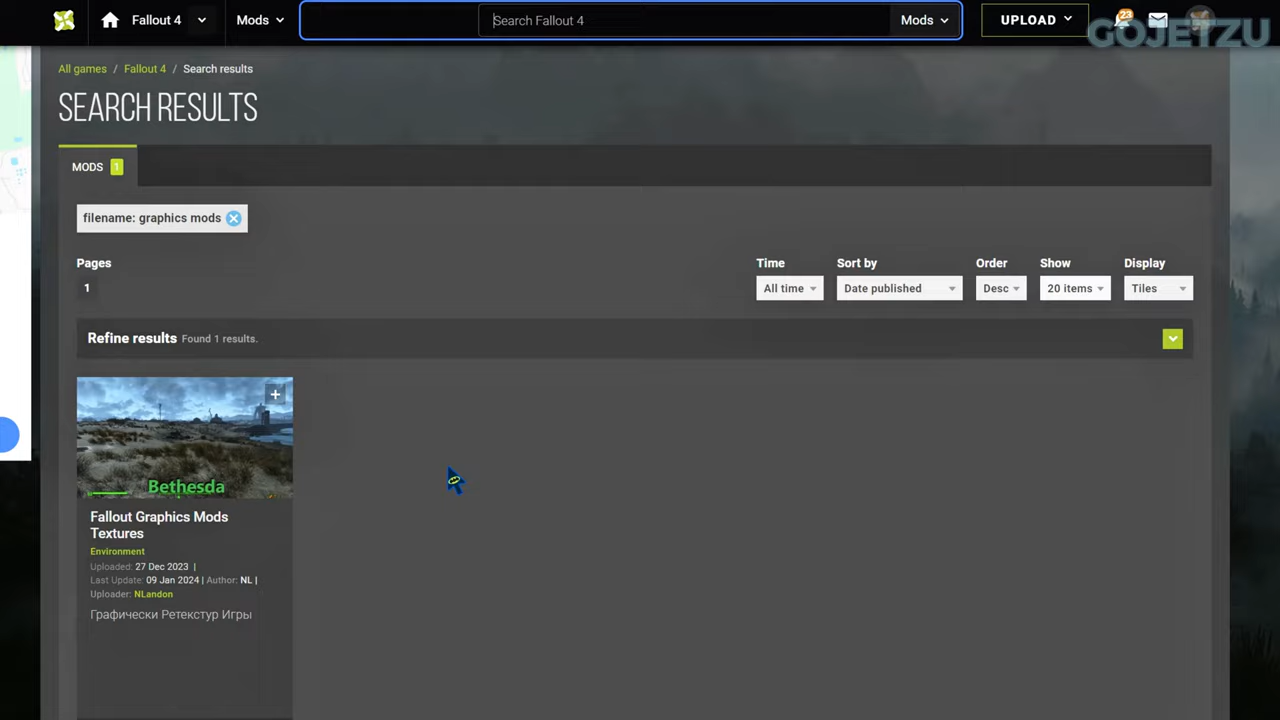 Fallout 4
Mods
Search Fallout 4
Mods
UPLOAD
23
GOJETZU
All games / Fallout 4 / Search results
SEARCH RESULTS
MODS 1
filename: graphics mods
Pages
1
Time
All time
Sort by
Date published
Order
Desc
Show
20 items
Display
Tiles
Refine results Found 1 results.
Bethesda
Fallout Graphics Mods
Textures
Environment
Uploaded: 27 Dec 2023 |
Last Update: 09 Jan 2024 | Author: NL |
Uploader: NLandon
Графически Ретекстур Игры